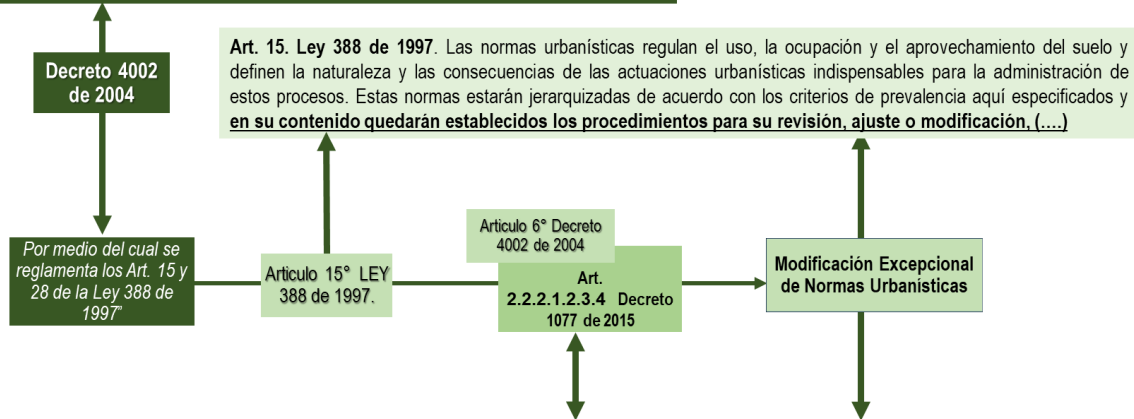 Decreto 4002
de 2004
Art. 15. Ley 388 de 1997. Las normas urbanísticas regulan el uso, la ocupación y el aprovechamiento del suelo y
definen la naturaleza y las consecuencias de las actuaciones urbanísticas indispensables para la administración de
estos procesos. Estas normas estarán jerarquizadas de acuerdo con los criterios de prevalencia aquí especificados y
en su contenido quedarán establecidos los procedimientos para su revisión, ajuste o modificación, (....)
Por medio del cual se
reglamenta los Art. 15 y
28 de la Ley 388 de
1997”
Articulo 15° LEY
388 de 1997.
Articulo 6° Decreto
4002 de 2004
Art.
2.2.2.1.2.3.4 Decreto
1077 de 2015
Modificación Excepcional
de Normas Urbanísticas